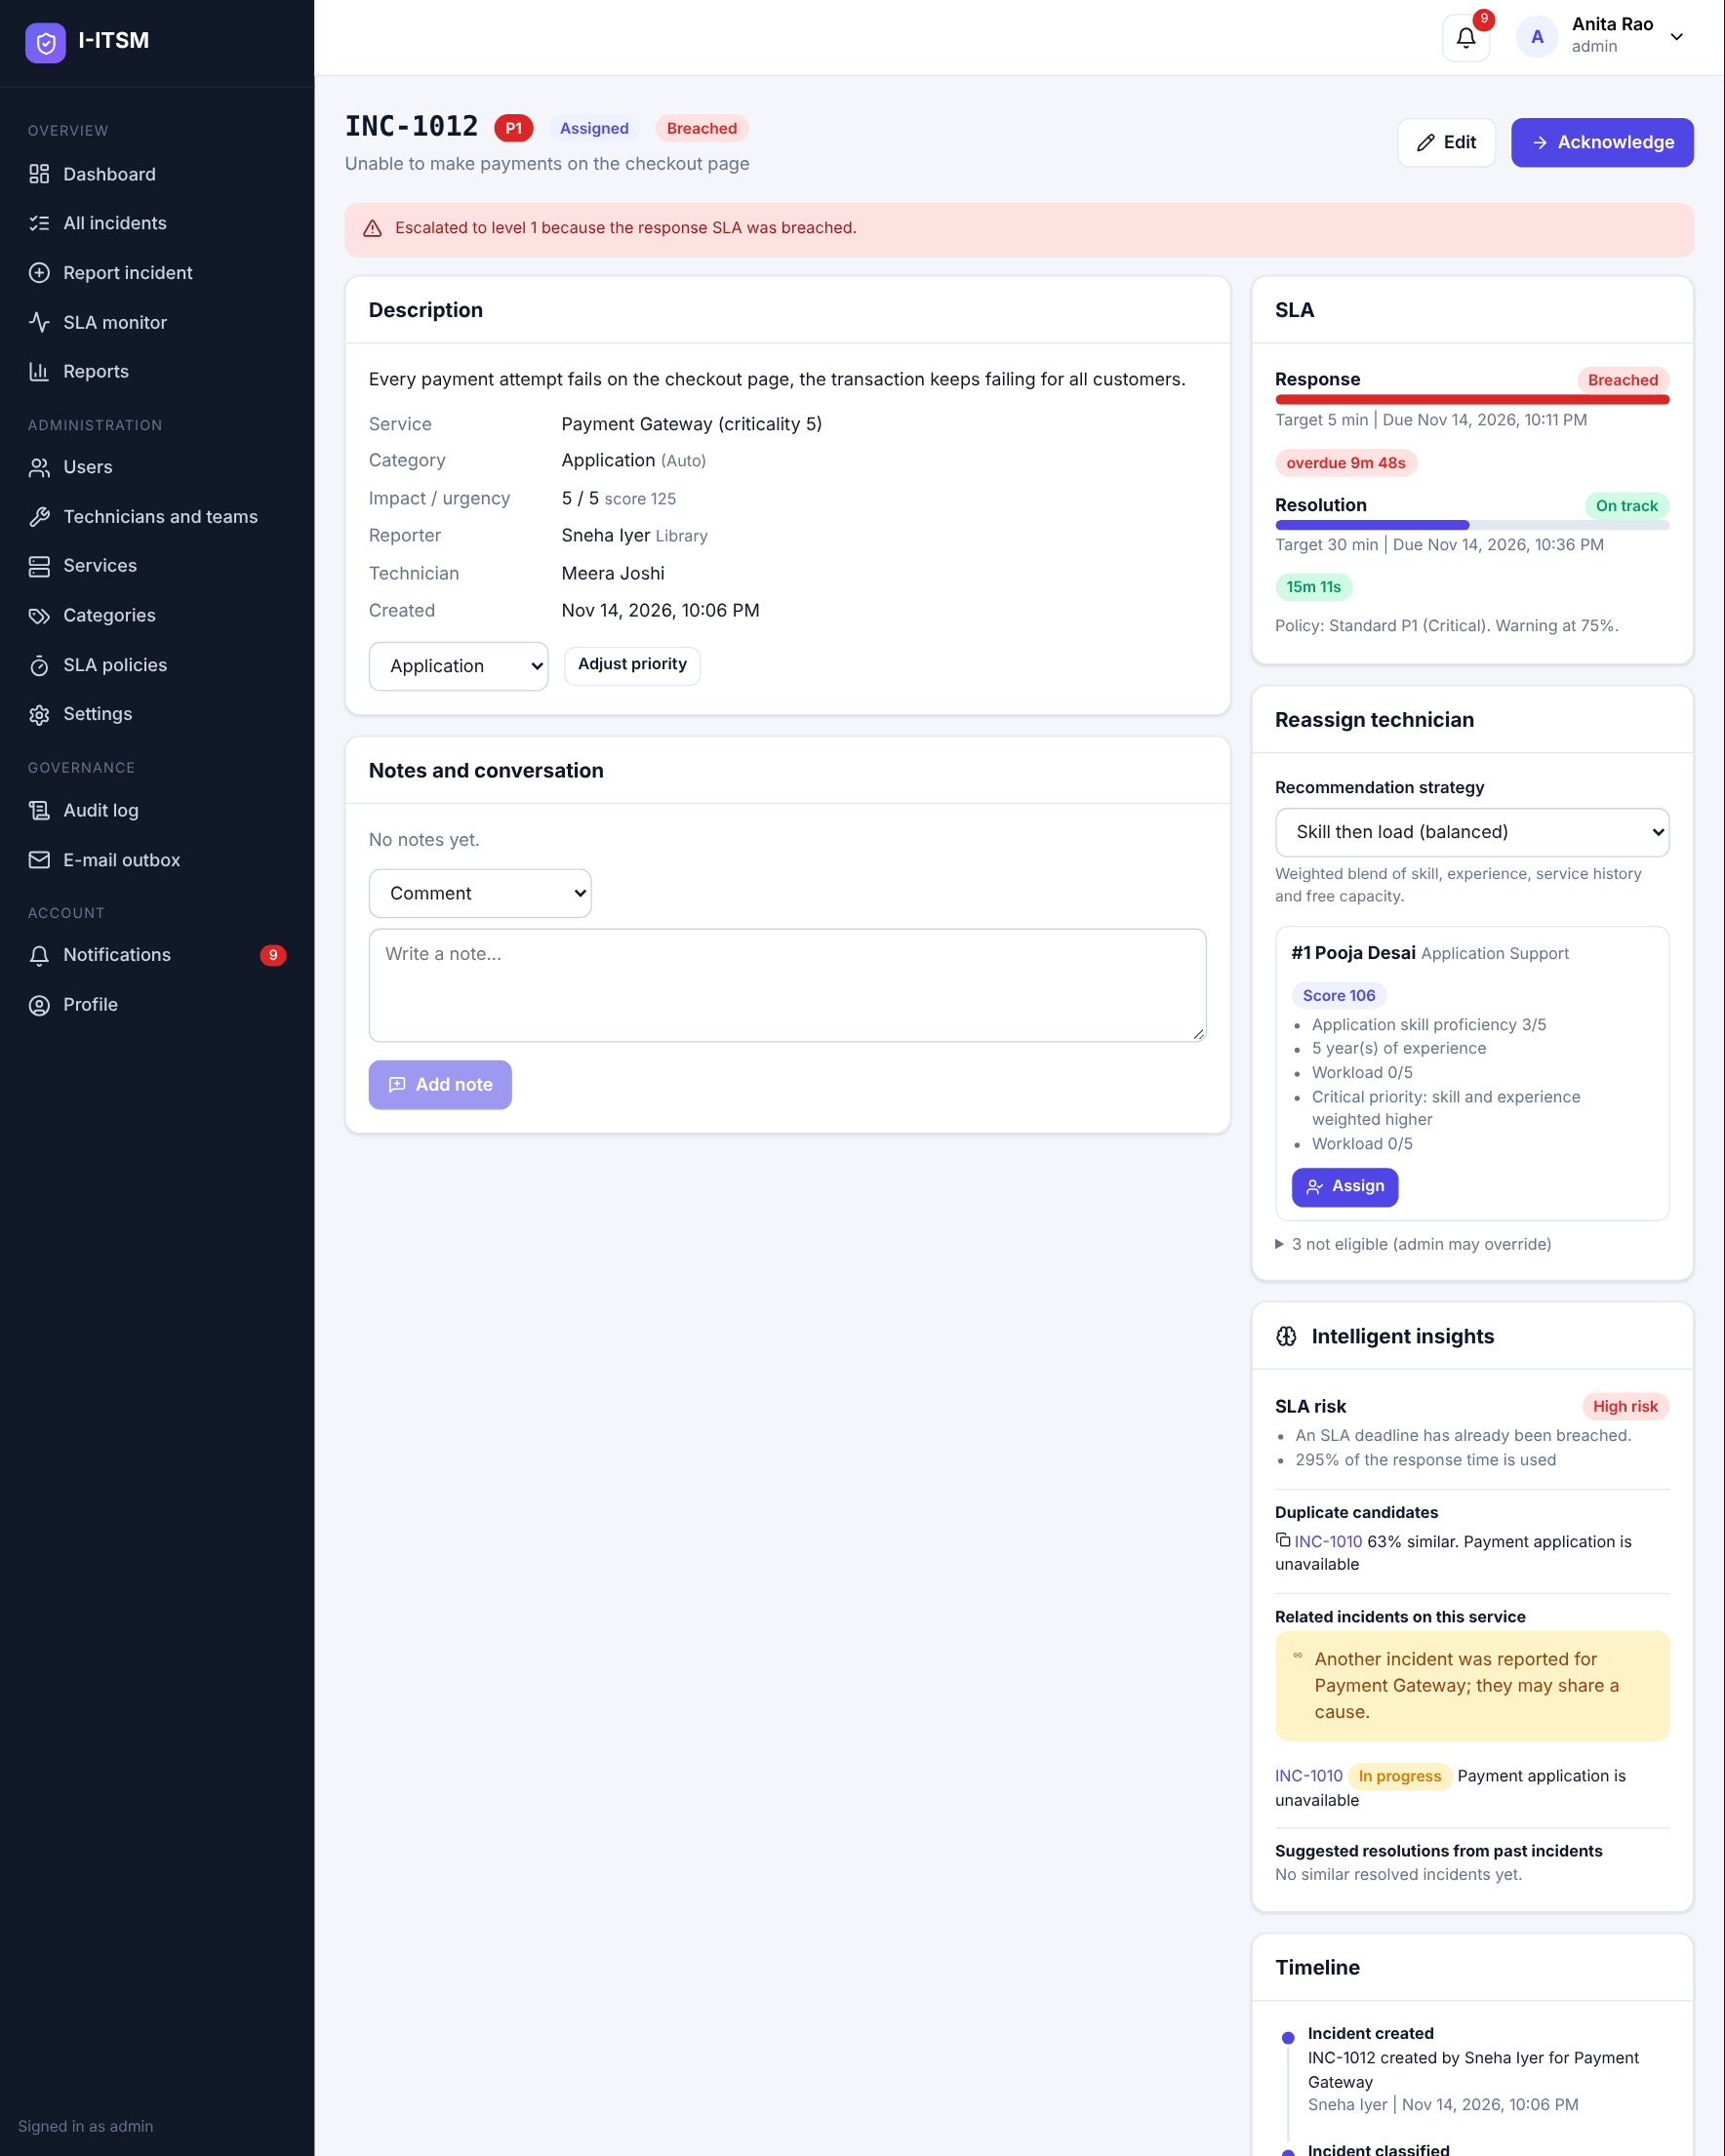 I-ITSM
OVERVIEW
Dashboard
All incidents
Report incident
SLA monitor
Reports
ADMINISTRATION
Users
Technicians and teams
Services
Categories
SLA policies
Settings
GOVERNANCE
Audit log
E-mail outbox
ACCOUNT
Notifications 9
Profile
Signed in as admin
9
A
Anita Rao
admin
INC-1012 P1 Assigned Breached
Unable to make payments on the checkout page
Edit
Acknowledge
Escalated to level 1 because the response SLA was breached.
Description
Every payment attempt fails on the checkout page, the transaction keeps failing for all customers.
Service Payment Gateway (criticality 5)
Category Application (Auto)
Impact / urgency 5 / 5 score 125
Reporter Sneha Iyer Library
Technician Meera Joshi
Created Nov 14, 2026, 10:06 PM
Application Adjust priority
Notes and conversation
No notes yet.
Comment
Write a note...
Add note
SLA
Response Breached
Target 5 min | Due Nov 14, 2026, 10:11 PM
overdue 9m 48s
Resolution On track
Target 30 min | Due Nov 14, 2026, 10:36 PM
15m 11s
Policy: Standard P1 (Critical). Warning at 75%.
Reassign technician
Recommendation strategy
Skill then load (balanced)
Weighted blend of skill, experience, service history
and free capacity.
#1 Pooja Desai Application Support
Score 106
• Application skill proficiency 3/5
• 5 year(s) of experience
• Workload 0/5
• Critical priority: skill and experience
weighted higher
• Workload 0/5
Assign
3 not eligible (admin may override)
Intelligent insights
SLA risk High risk
• An SLA deadline has already been breached.
• 295% of the response time is used
Duplicate candidates
INC-1010 63% similar. Payment application is
unavailable
Related incidents on this service
Another incident was reported for
Payment Gateway; they may share a
cause.
INC-1010 In progress Payment application is
unavailable
Suggested resolutions from past incidents
No similar resolved incidents yet.
Timeline
Incident created
INC-1012 created by Sneha Iyer for Payment
Gateway
Sneha Iyer | Nov 14, 2026, 10:06 PM
Incident classified